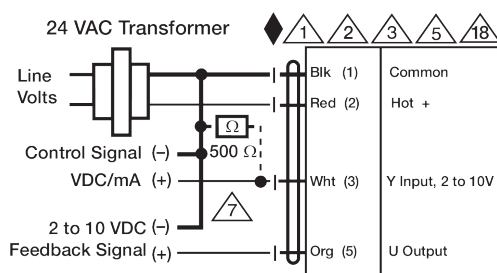 24 VAC Transformer
1 2 3 5 18
Line
Volts
Blk (1) Common
Red (2) Hot +
Ω
500 Ω
Control Signal (−)
VDC/mA (+)
Wht (3) Y Input, 2 to 10V
7
2 to 10 VDC (−)
Feedback Signal (+)
Org (5) U Output